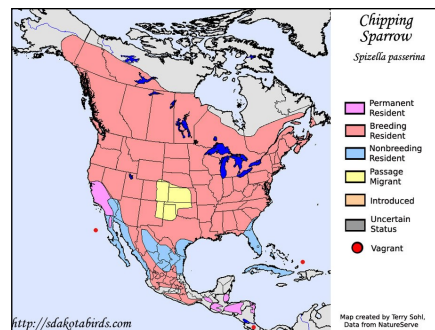 Chipping
Sparrow
Spizella passerina
Permanent
Resident
Breeding
Resident
Nonbreeding
Resident
Passage
Migrant
Introduced
Uncertain
Status
Vagrant
Map created by Terry Sohl,
Data from NatureServe
http://sdakotabirds.com